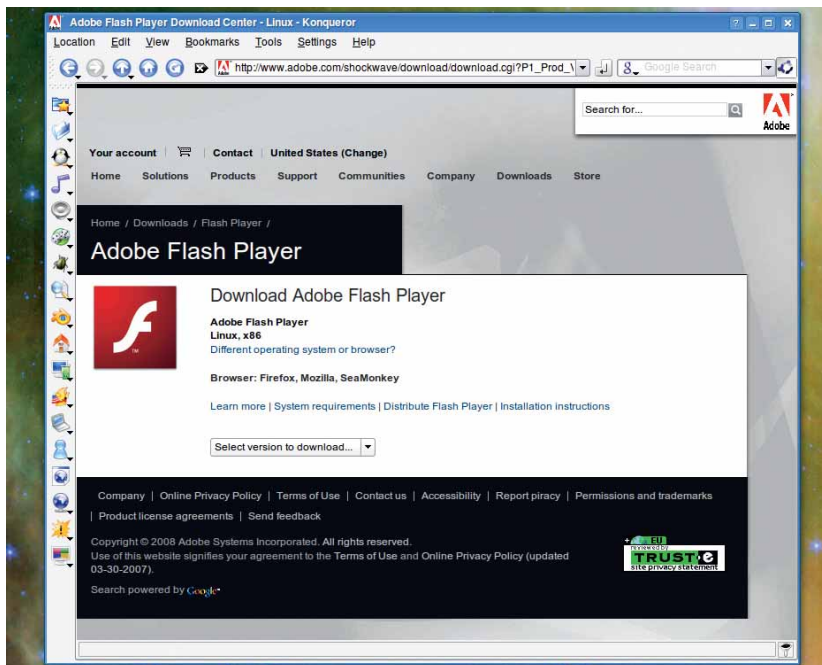 Adobe Flash Player Download Center - Linux - Konqueror
Location Edit View Bookmarks Tools Settings Help
http://www.adobe.com/shockwave/download/download.cgi?P1_Prod_\
Google Search
Search for...
Adobe
Your account | Contact | United States (Change)
Home Solutions Products Support Communities Company Downloads Store
Home / Downloads / Flash Player /
Adobe Flash Player
Download Adobe Flash Player
Adobe Flash Player
Linux, x86
Different operating system or browser?
Browser: Firefox, Mozilla, SeaMonkey
Learn more | System requirements | Distribute Flash Player | Installation instructions
Select version to download...
Company | Online Privacy Policy | Terms of Use | Contact us | Accessibility | Report piracy | Permissions and trademarks
| Product license agreements | Send feedback
Copyright © 2008 Adobe Systems Incorporated. All rights reserved.
Use of this website signifies your agreement to the Terms of Use and Online Privacy Policy (updated
03-30-2007).
Search powered by Google™
+ EU
reviewed by
TRUST·e
site privacy statement